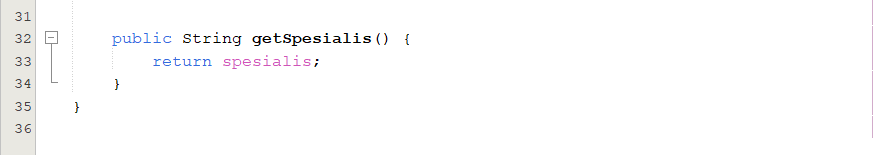 31
32 public String getSpesialis() {
33 return spesialis;
34 }
35 }
36